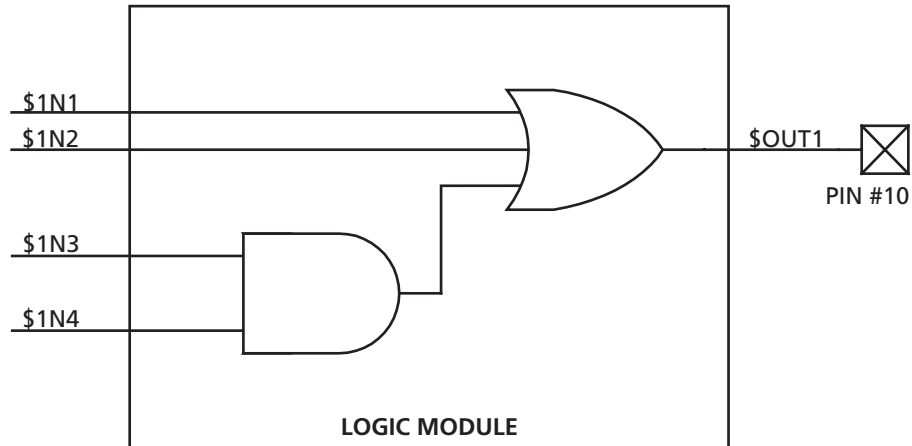 $1N1
$1N2
$OUT1
PIN #10
$1N3
$1N4
LOGIC MODULE